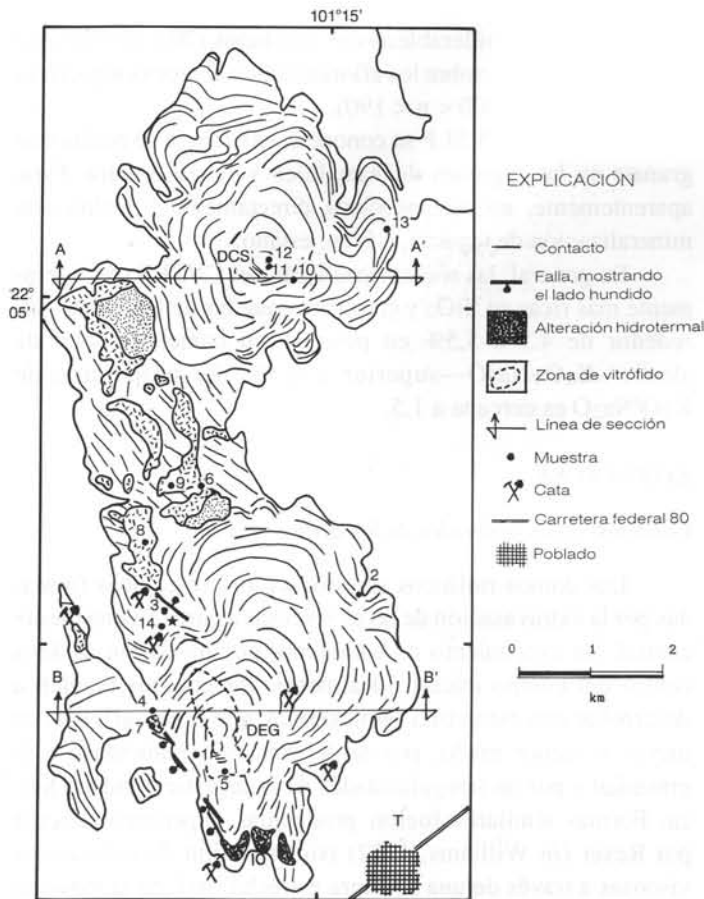 101°15'
EXPLICACION
Contacto
Falla, mostrando
el lado hundido
Alteración hidrotermal
Zona de vitrófido
Línea de sección
Muestra
Cata
Carretera federal 80
Poblado
0 1 2
km
13
DCS 12
11 10
A A'
22°
05'
9 6
8
2
3
14
B B'
4
7
DEG
10
T